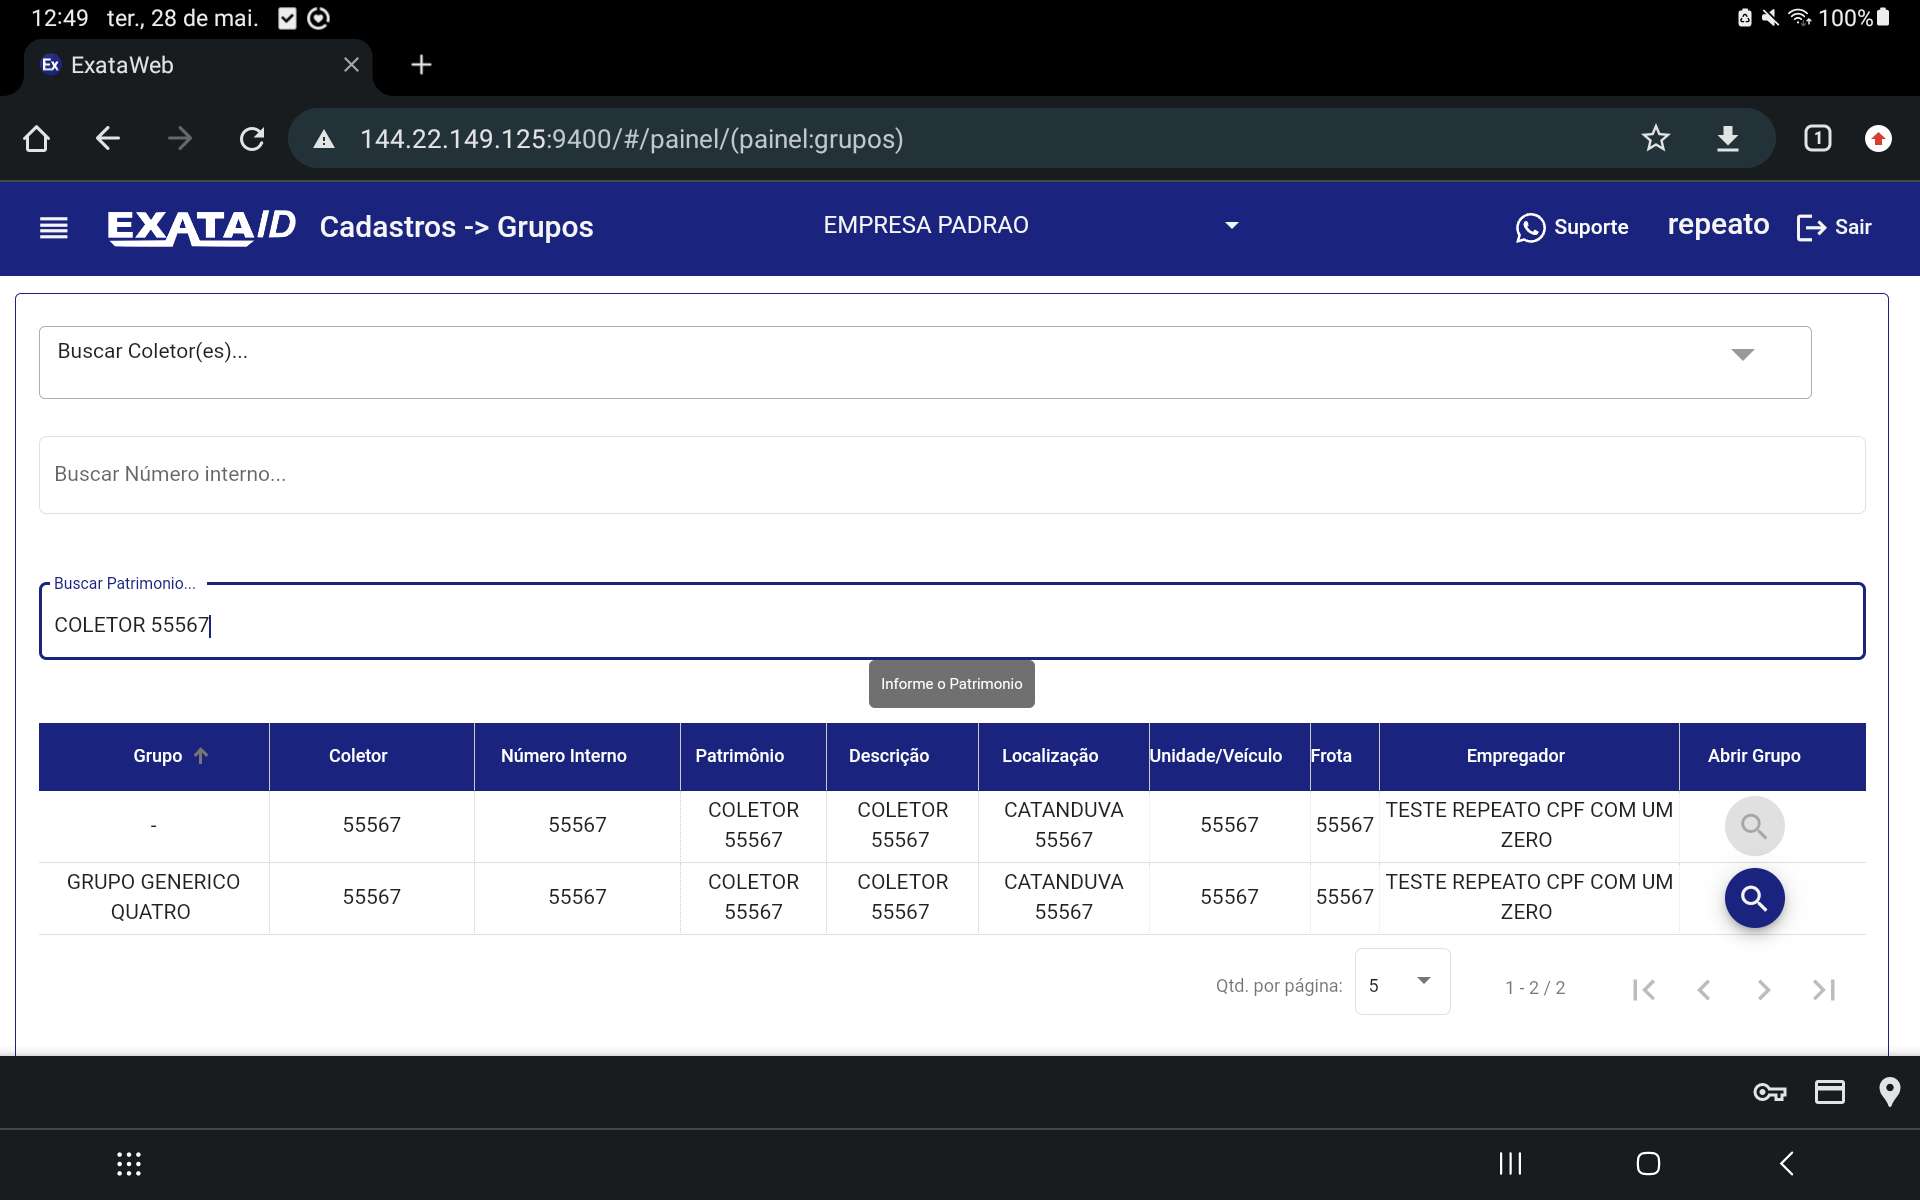 12:49 ter., 28 de mai. 100%
Ex ExataWeb
144.22.149.125:9400/#/painel/(painel:grupos) 1
EXATA/ID Cadastros -> Grupos EMPRESA PADRAO Suporte repeato Sair
Buscar Coletor(es)...
Buscar Número interno...
Buscar Patrimonio...
COLETOR 55567
Informe o Patrimonio
Grupo Coletor Número Interno Patrimônio Descrição Localização Unidade/Veículo Frota Empregador Abrir Grupo
- 55567 55567 COLETOR COLETOR CATANDUVA 55567 55567 TESTE REPEATO CPF COM UM
55567 55567 55567 ZERO
GRUPO GENERICO 55567 55567 COLETOR COLETOR CATANDUVA 55567 55567 TESTE REPEATO CPF COM UM
QUATRO 55567 55567 55567 ZERO
Qtd. por página: 5 1 - 2 / 2